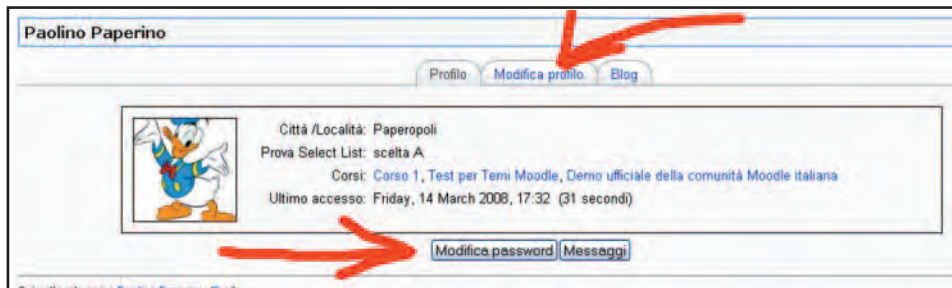 Paolino Paperino
Profilo Modifica profilo Blog
Città /Località: Paperopoli
Prova Select List: scelta A
Corsi: Corso 1, Test per Temi Moodle, Demo ufficiale della comunità Moodle italiana
Ultimo accesso: Friday, 14 March 2008, 17:32 (31 secondi)
Modifica password Messaggi